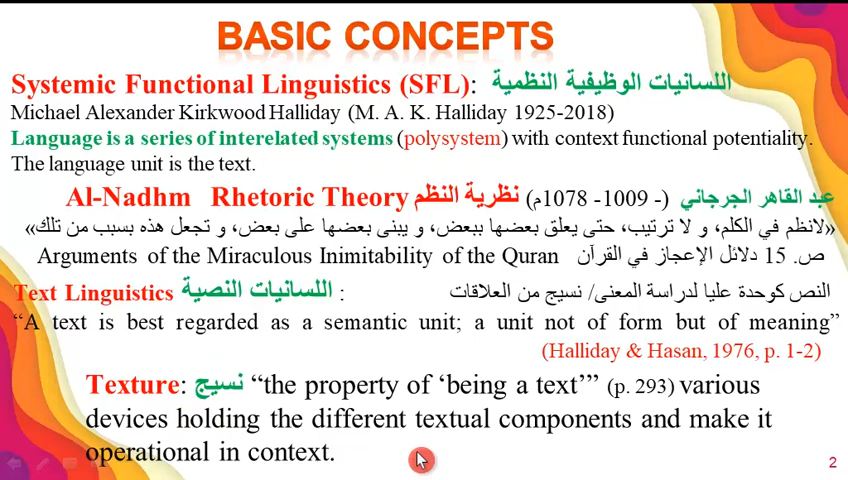 BASIC CONCEPTS
Systemic Functional Linguistics (SFL): اللسانيات الوظيفية النظمية
Michael Alexander Kirkwood Halliday (M. A. K. Halliday 1925-2018)
Language is a series of interrelated systems (polysystem) with context functional potentiality.
The language unit is the text.
Al-Nadhm Rhetoric Theory نظرية النظم عبد القاهر الجرجاني (- 1009- 1078م)
«لانظم في الكلم، و لا ترتيب، حتى يعلق بعضها ببعض، و يبنى بعضها على بعض، و تجعل هذه بسبب من تلك»
ص. 15 دلائل الإعجاز في القرآن Arguments of the Miraculous Inimitability of the Quran
Text Linguistics اللسانيات النصية : النص كوحدة عليا لدراسة المعنى/ نسيج من العلاقات
“A text is best regarded as a semantic unit; a unit not of form but of meaning”
(Halliday & Hasan, 1976, p. 1-2)
Texture: نسيج “the property of ‘being a text’” (p. 293) various
devices holding the different textual components and make it
operational in context.
2